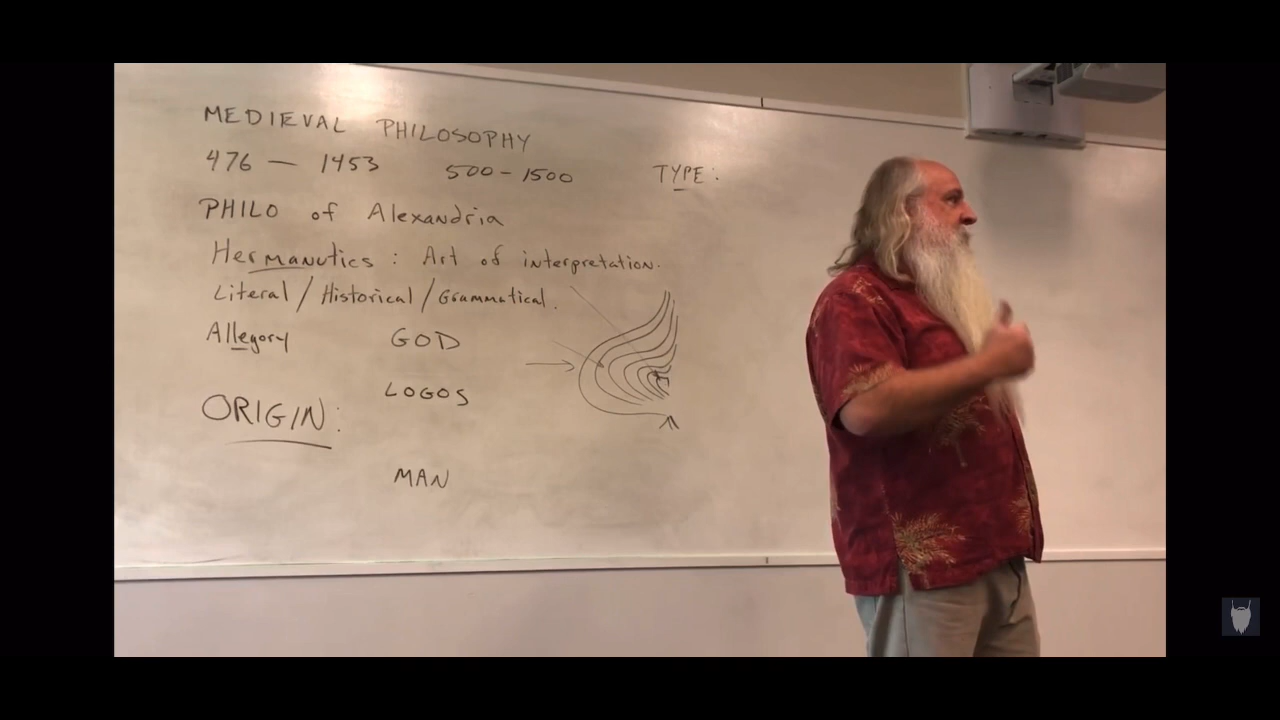 MEDIEVAL PHILOSOPHY
476 — 1453 500-1500 TYPE:
PHILO of Alexandria
Hermanutics : Art of interpretation.
Literal / Historical / Grammatical.
Allegory GOD
LOGOS
ORIGIN:
MAN